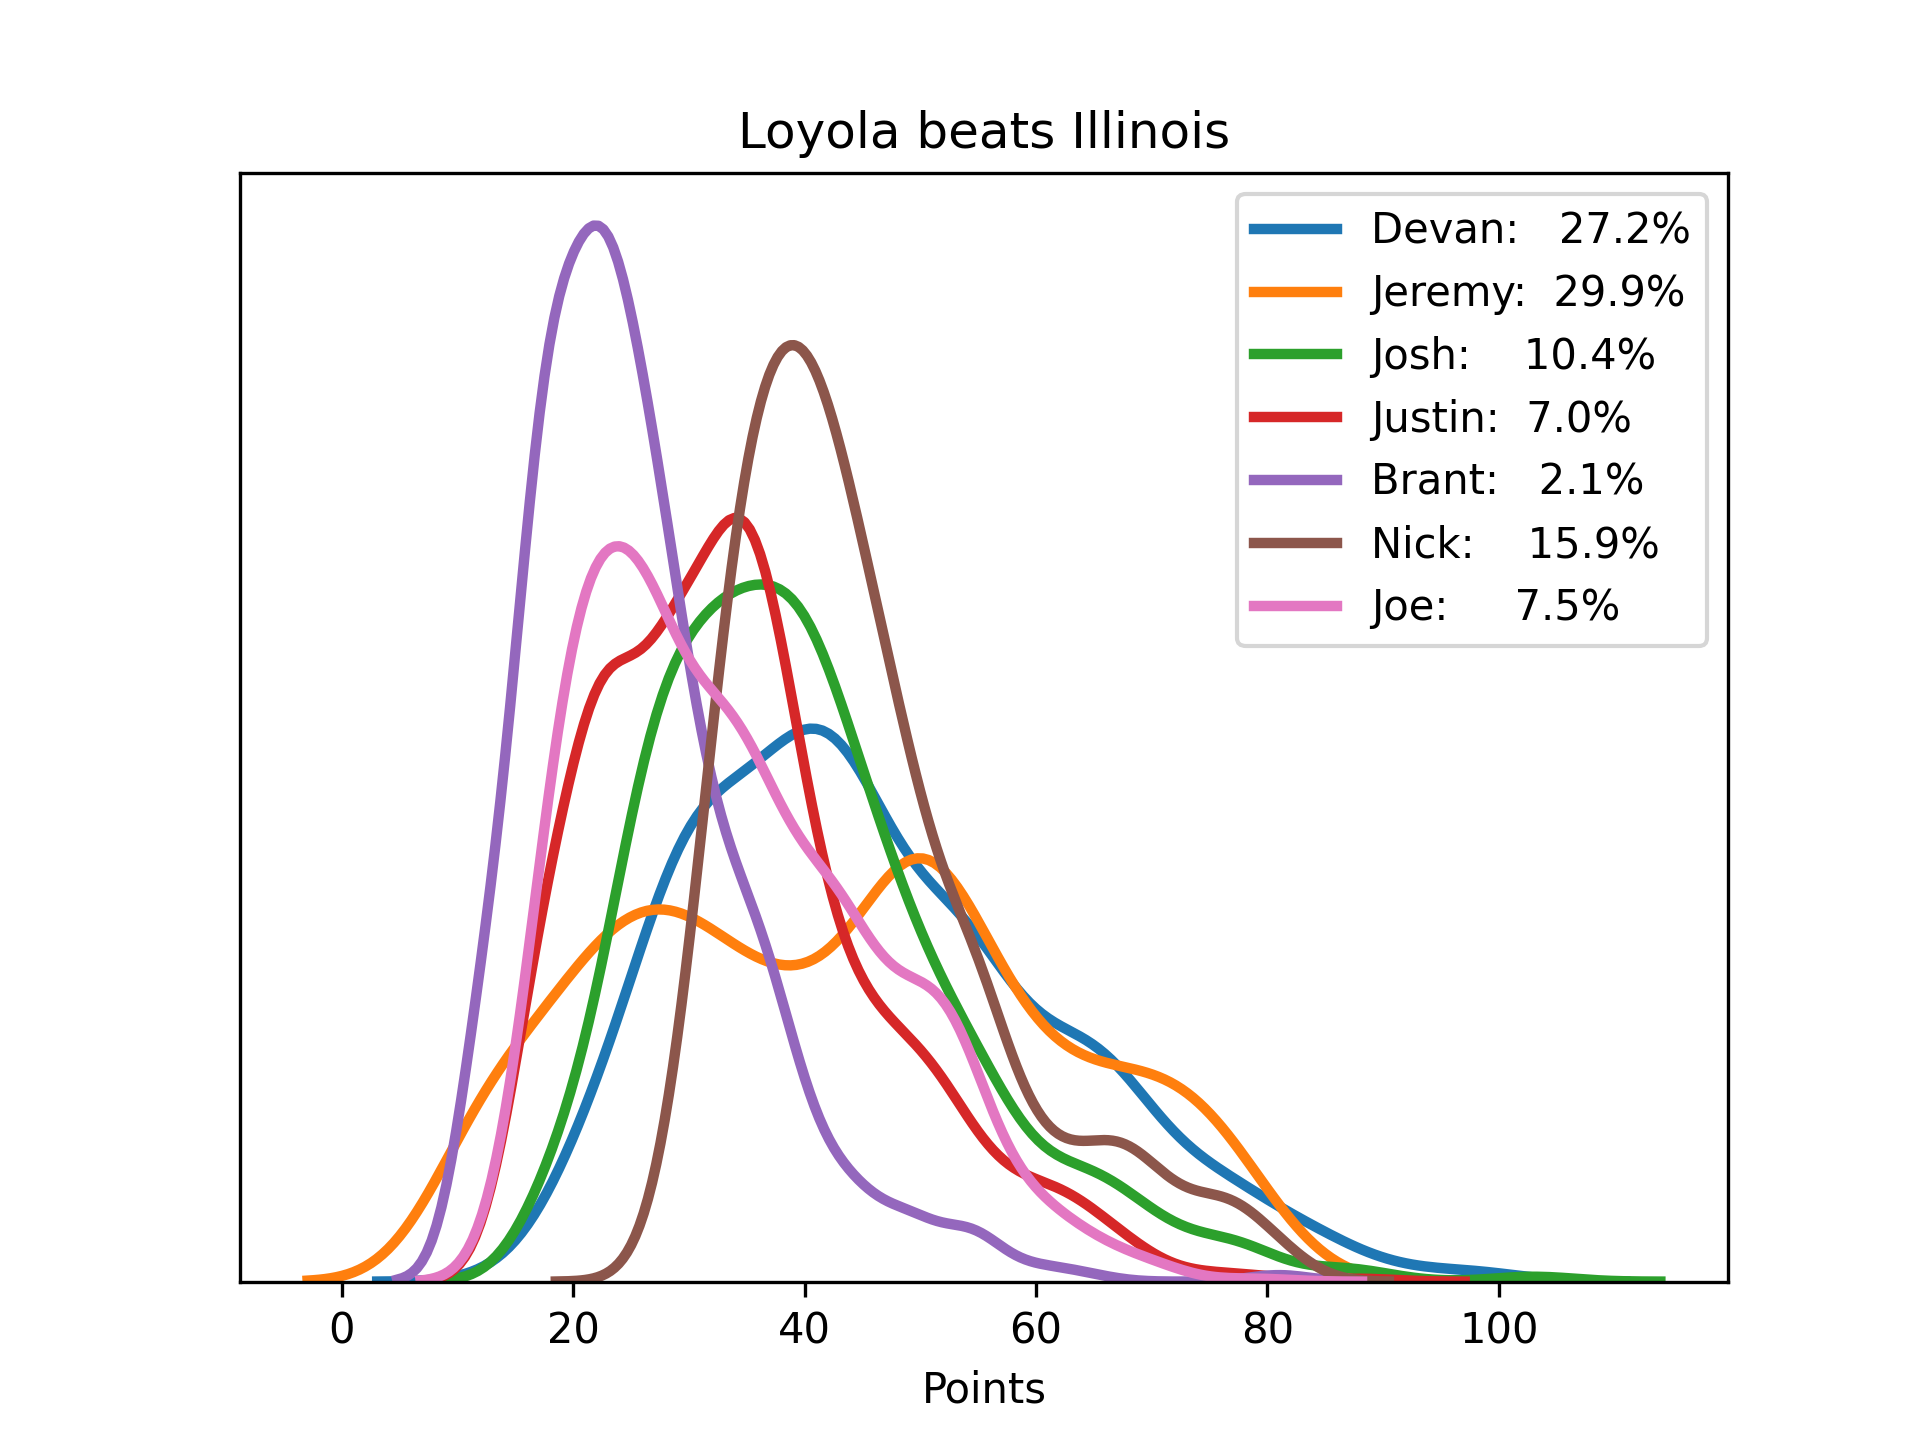 Loyola beats Illinois
Devan: 27.2%
Jeremy: 29.9%
Josh: 10.4%
Justin: 7.0%
Brant: 2.1%
Nick: 15.9%
Joe: 7.5%
0 20 40 60 80 100
Points